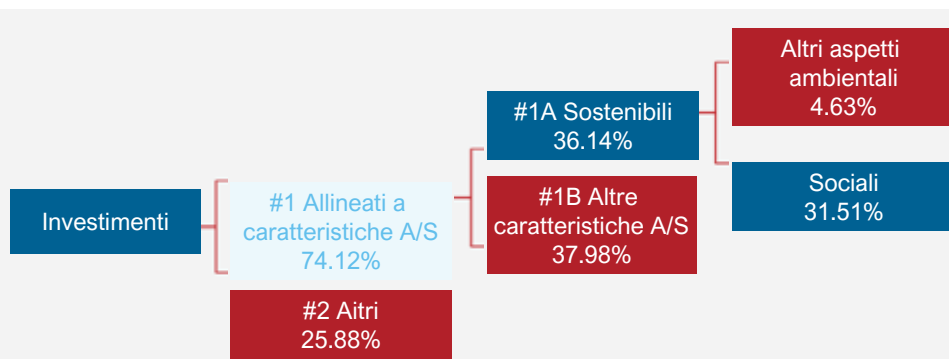 Investimenti
#1 Allineati a
caratteristiche A/S
74.12%
#2 Aitri
25.88%
#1A Sostenibili
36.14%
#1B Altre
caratteristiche A/S
37.98%
Altri aspetti
ambientali
4.63%
Sociali
31.51%